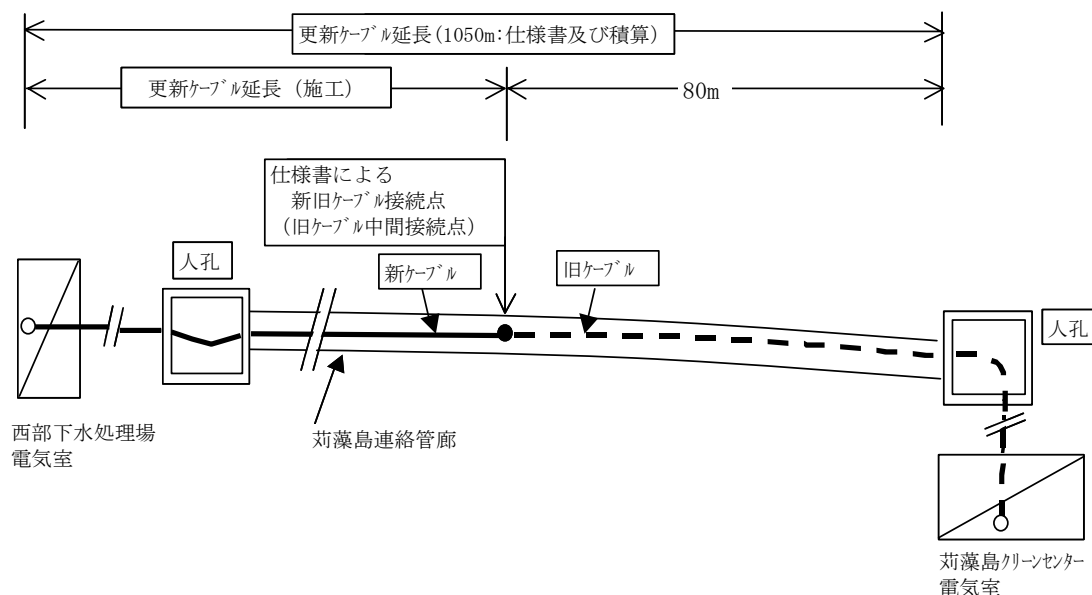 更新ケーブル延長(1050m:仕様書及び積算)
更新ケーブル延長(施工)
80m
仕様書による
新旧ケーブル接続点
(旧ケーブル中間接続点)
人孔
新ケーブル
旧ケーブル
人孔
西部下水処理場
電気室
苅藻島連絡管廊
苅藻島クリーンセンター
電気室